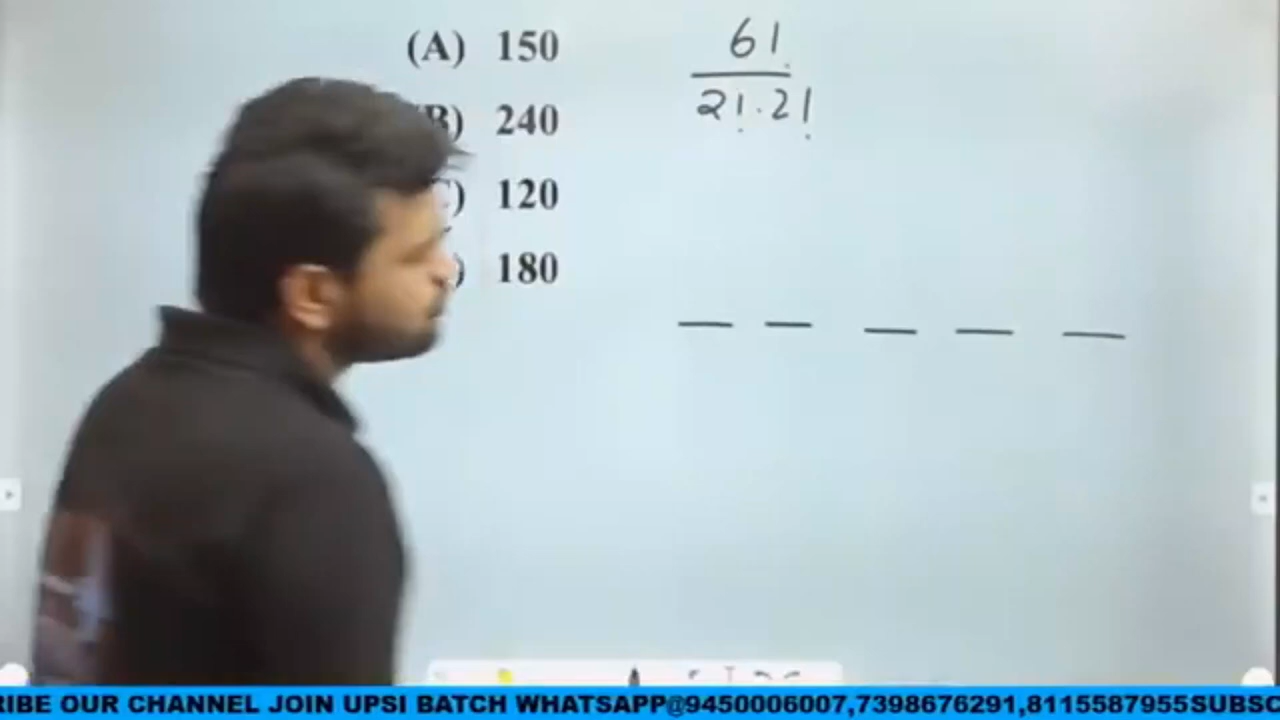 (A) 150
B) 240
) 120
) 180
6!
2!.2!
RIBE OUR CHANNEL JOIN UPSI BATCH WHATSAPP@9450006007,7398676291,8115587955SUBSC